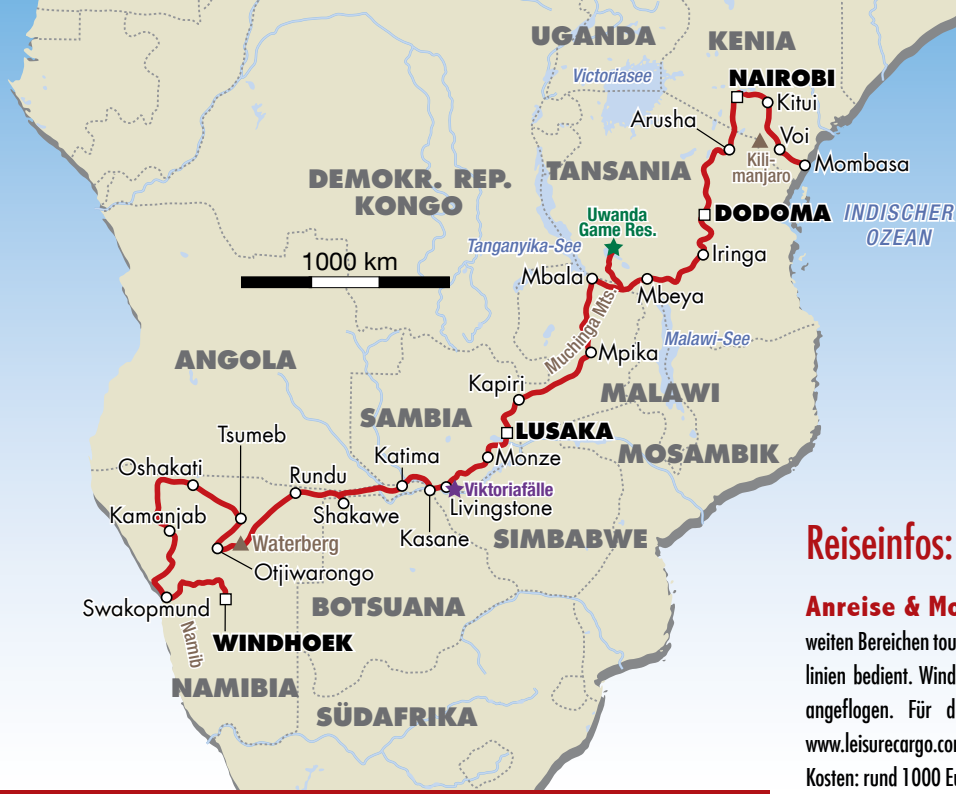 UGANDA
KENIA
Victoriasee
NAIROBI
Kitui
Arusha
Voi
Kili-
manjaro
Mombasa
TANSANIA
DEMOKR. REP.
KONGO
Uwanda
Game Res.
DODOMA
INDISCHER
OZEAN
Tanganyika-See
Iringa
1000 km
Mbala
Mbeya
Muchinga Mts.
Malawi-See
Mpika
ANGOLA
Kapiri
MALAWI
SAMBIA
LUSAKA
Tsumeb
Katima
Monze
MOSAMBIK
Oshakati
Rundu
Viktoriafälle
Livingstone
Kamanjab
Shakawe
Kasane
SIMBABWE
Waterberg
Otjiwarongo
Swakopmund
BOTSUANA
Namib
WINDHOEK
NAMIBIA
SÜDAFRIKA
Reiseinfos:
Anreise & Mo
weiten Bereichen tou
linien bedient. Wind
angeflogen. Für d
www.leisurecargo.co
Kosten: rund 1000 Eu